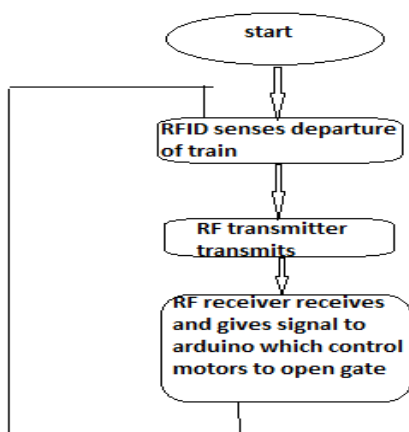 start
RFID senses departure
of train
RF transmitter
transmits
RF receiver receives
and gives signal to
arduino which control
motors to open gate